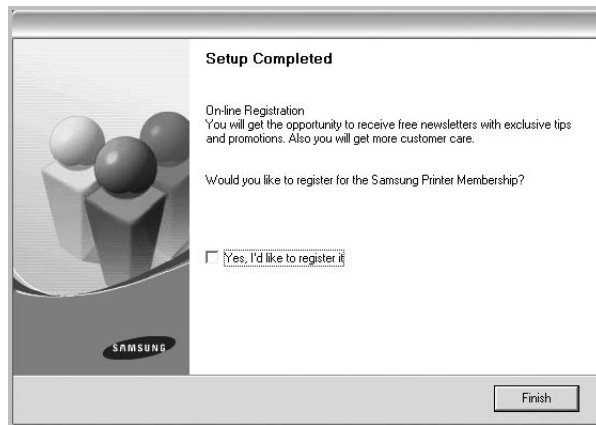 Setup Completed
On-line Registration
You will get the opportunity to receive free newsletters with exclusive tips
and promotions. Also you will get more customer care.
Would you like to register for the Samsung Printer Membership?
Yes, I'd like to register it
SAMSUNG
Finish